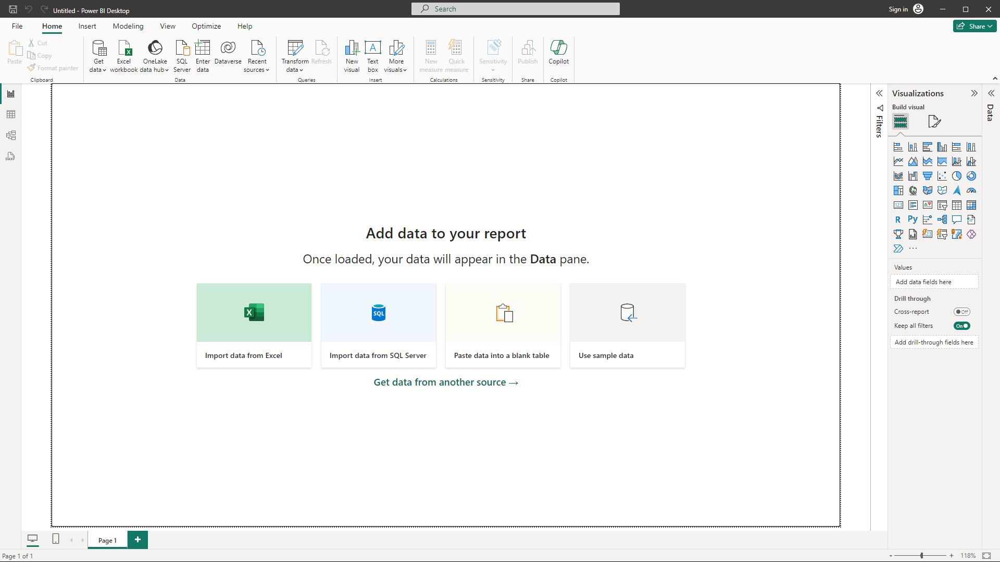 Untitled - Power BI Desktop
Search
Sign in
File Home Insert Modeling View Optimize Help
Share
Paste
Cut
Copy
Format painter
Clipboard
Get data
Excel workbook
OneLake data hub
SQL Server
Enter data
Dataverse
Recent sources
Data
Transform data
Refresh
Queries
New visual
Text box
More visuals
Insert
New measure
Quick measure
Calculations
Sensitivity
Sensitivity
Publish
Share
Copilot
Copilot
DAX
Add data to your report
Once loaded, your data will appear in the Data pane.
X
SQL
Import data from Excel
Import data from SQL Server
Paste data into a blank table
Use sample data
Get data from another source →
Filters
Visualizations
Build visual
123
R
Py
123
Values
Add data fields here
Drill through
Cross-report
Off
Keep all filters
On
Add drill-through fields here
Data
Page 1
+
Page 1 of 1
- + 118%